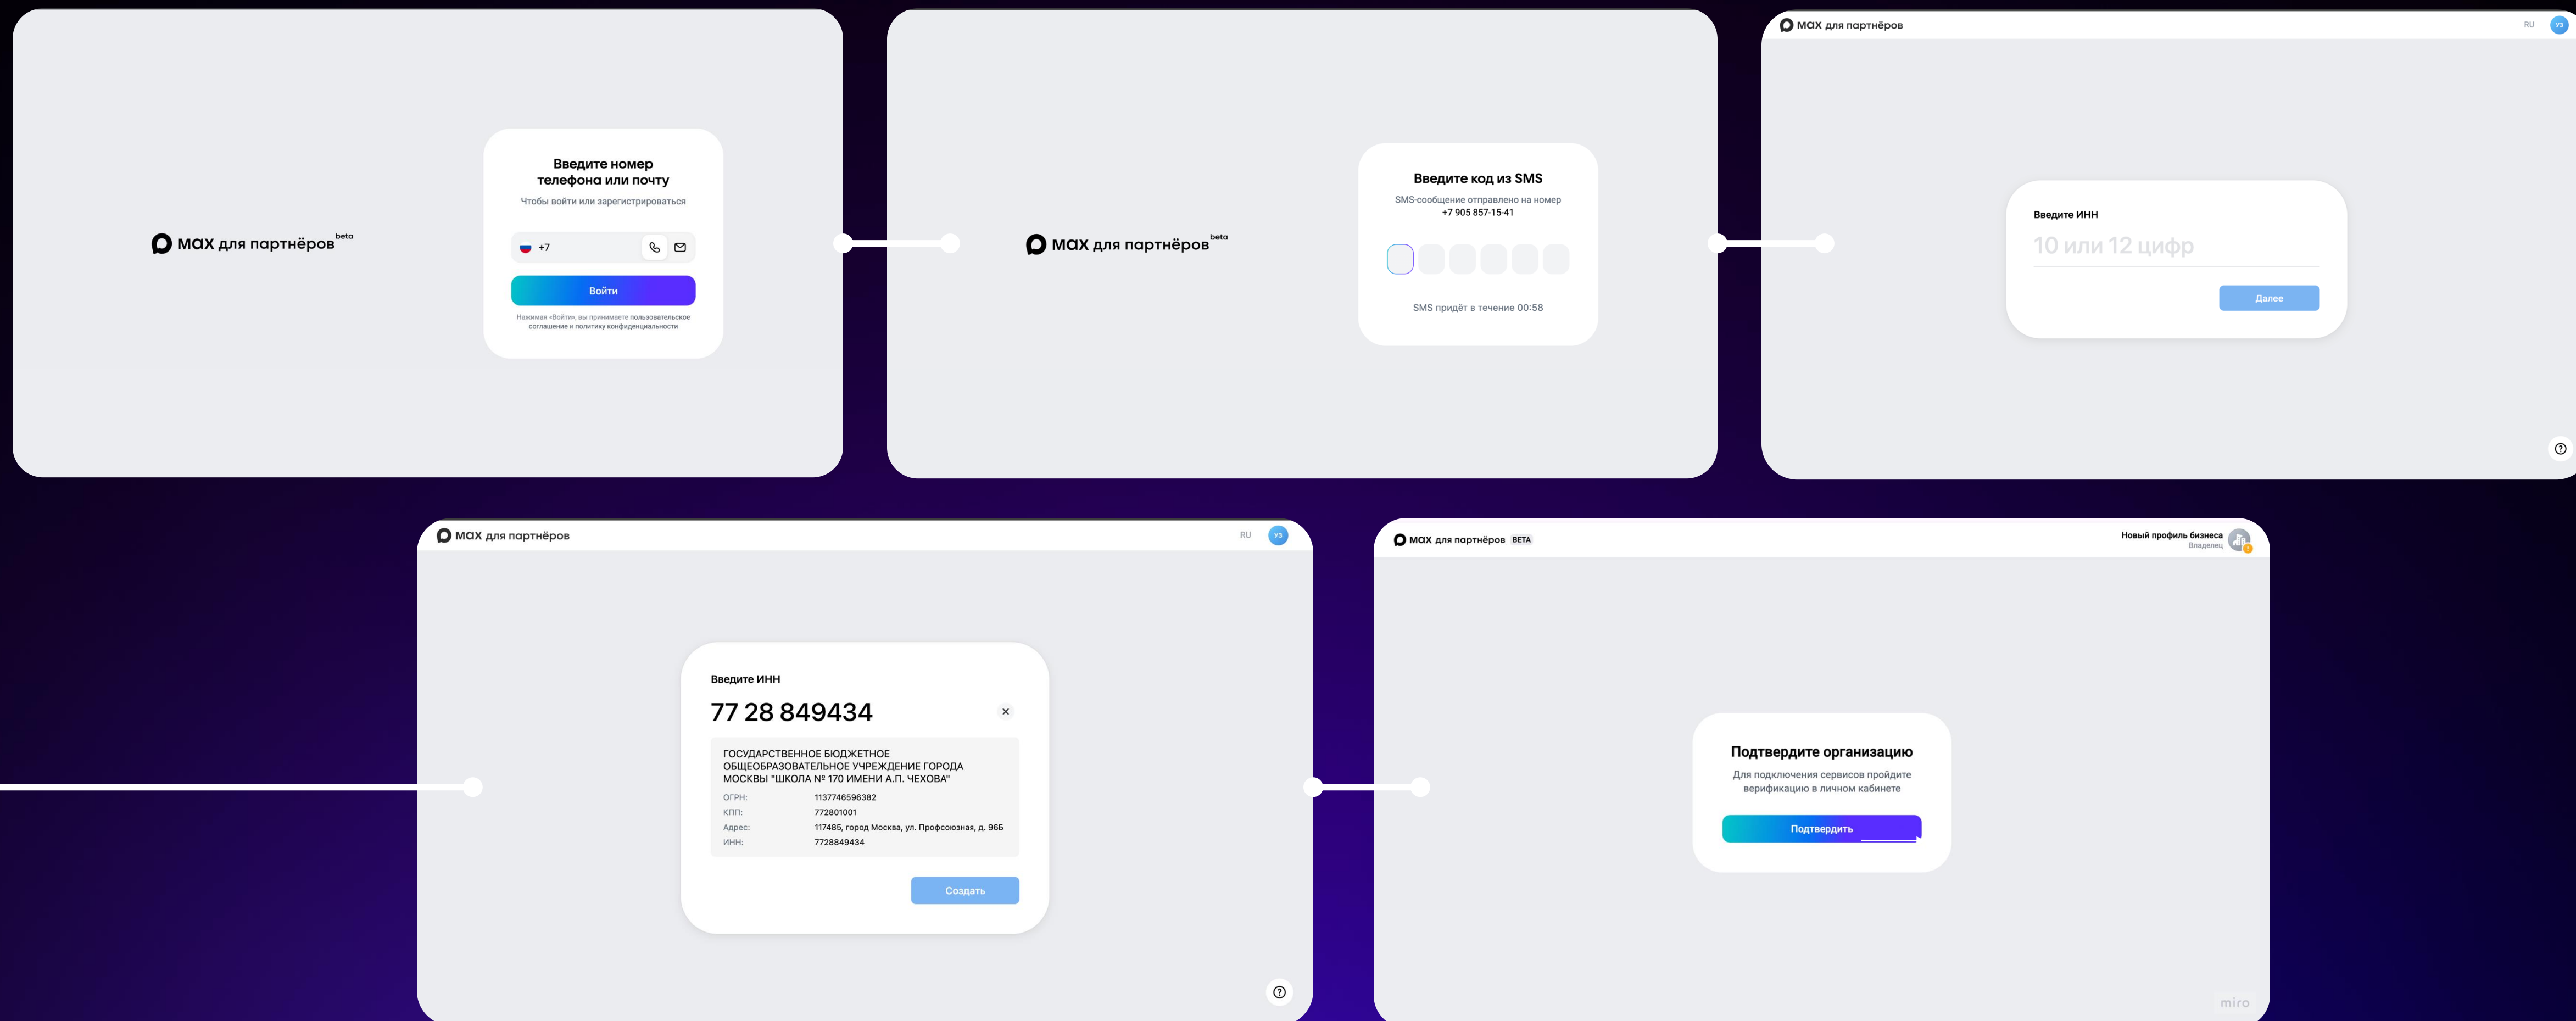 Введите номер
телефона или почту
Чтобы войти или зарегистрироваться
max для партнёров beta
+7
Войти
Нажимая «Войти», вы принимаете пользовательское
соглашение и политику конфиденциальности
max для партнёров beta
Введите код из SMS
SMS-сообщение отправлено на номер
+7 905 857-15-41
SMS придёт в течение 00:58
max для партнёров
RU
УЗ
Введите ИНН
10 или 12 цифр
Далее
max для партнёров
RU
УЗ
Введите ИНН
77 28 849434
ГОСУДАРСТВЕННОЕ БЮДЖЕТНОЕ
ОБЩЕОБРАЗОВАТЕЛЬНОЕ УЧРЕЖДЕНИЕ ГОРОДА
МОСКВЫ "ШКОЛА № 170 ИМЕНИ А.П. ЧЕХОВА"
ОГРН: 1137746596382
КПП: 772801001
Адрес: 117485, город Москва, ул. Профсоюзная, д. 96Б
ИНН: 7728849434
Создать
max для партнёров BETA
Новый профиль бизнеса
Владелец
Подтвердите организацию
Для подключения сервисов пройдите
верификацию в личном кабинете
Подтвердить
miro